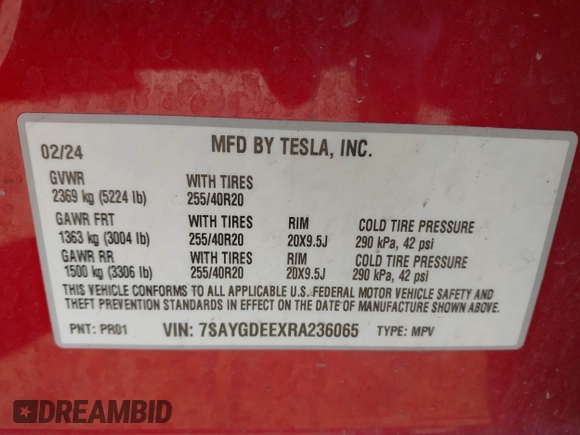 02/24 MFD BY TESLA, INC.
GVWR WITH TIRES
2369 kg (5224 lb) 255/40R20
GAWR FRT WITH TIRES RIM COLD TIRE PRESSURE
1363 kg (3004 lb) 255/40R20 20X9.5J 290 kPa, 42 psi
GAWR RR WITH TIRES RIM COLD TIRE PRESSURE
1500 kg (3306 lb) 255/40R20 20X9.5J 290 kPa, 42 psi
THIS VEHICLE CONFORMS TO ALL APPLICABLE U.S. FEDERAL MOTOR VEHICLE SAFETY AND
THEFT PREVENTION STANDARDS IN EFFECT ON THE DATE OF MANUFACTURE SHOWN ABOVE.
PNT: PR01 VIN: 7SAYGDEEXRA236065 TYPE: MPV
DREAMBID